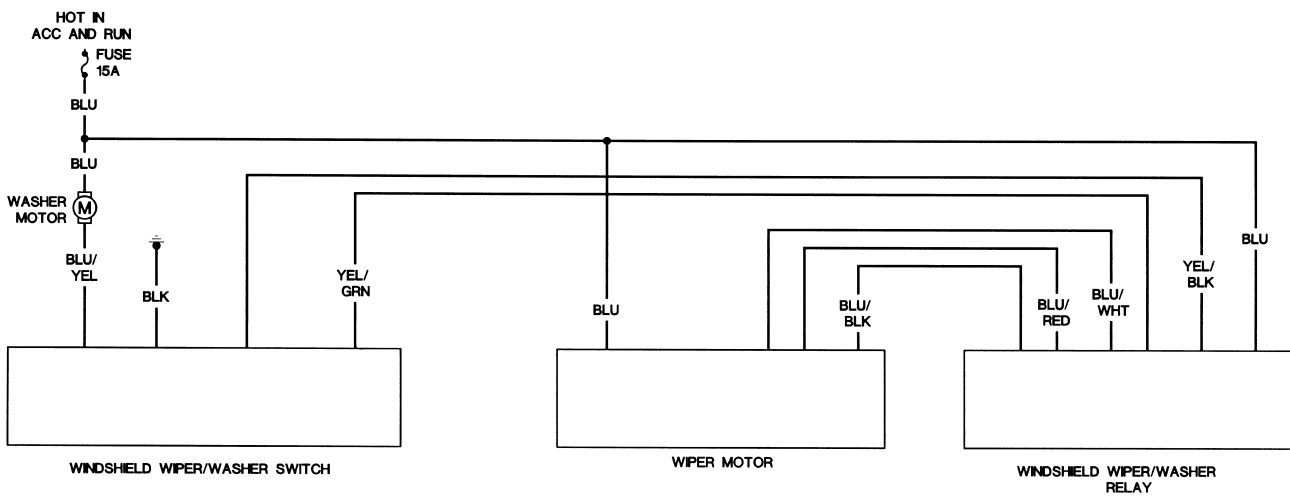 HOT IN
ACC AND RUN
FUSE
15A
BLU
BLU
WASHER
MOTOR
M
BLU/
YEL
BLK
YEL/
GRN
BLU
BLU/
BLK
BLU/
RED
BLU/
WHT
YEL/
BLK
BLU
WINDSHIELD WIPER/WASHER SWITCH
WIPER MOTOR
WINDSHIELD WIPER/WASHER
RELAY